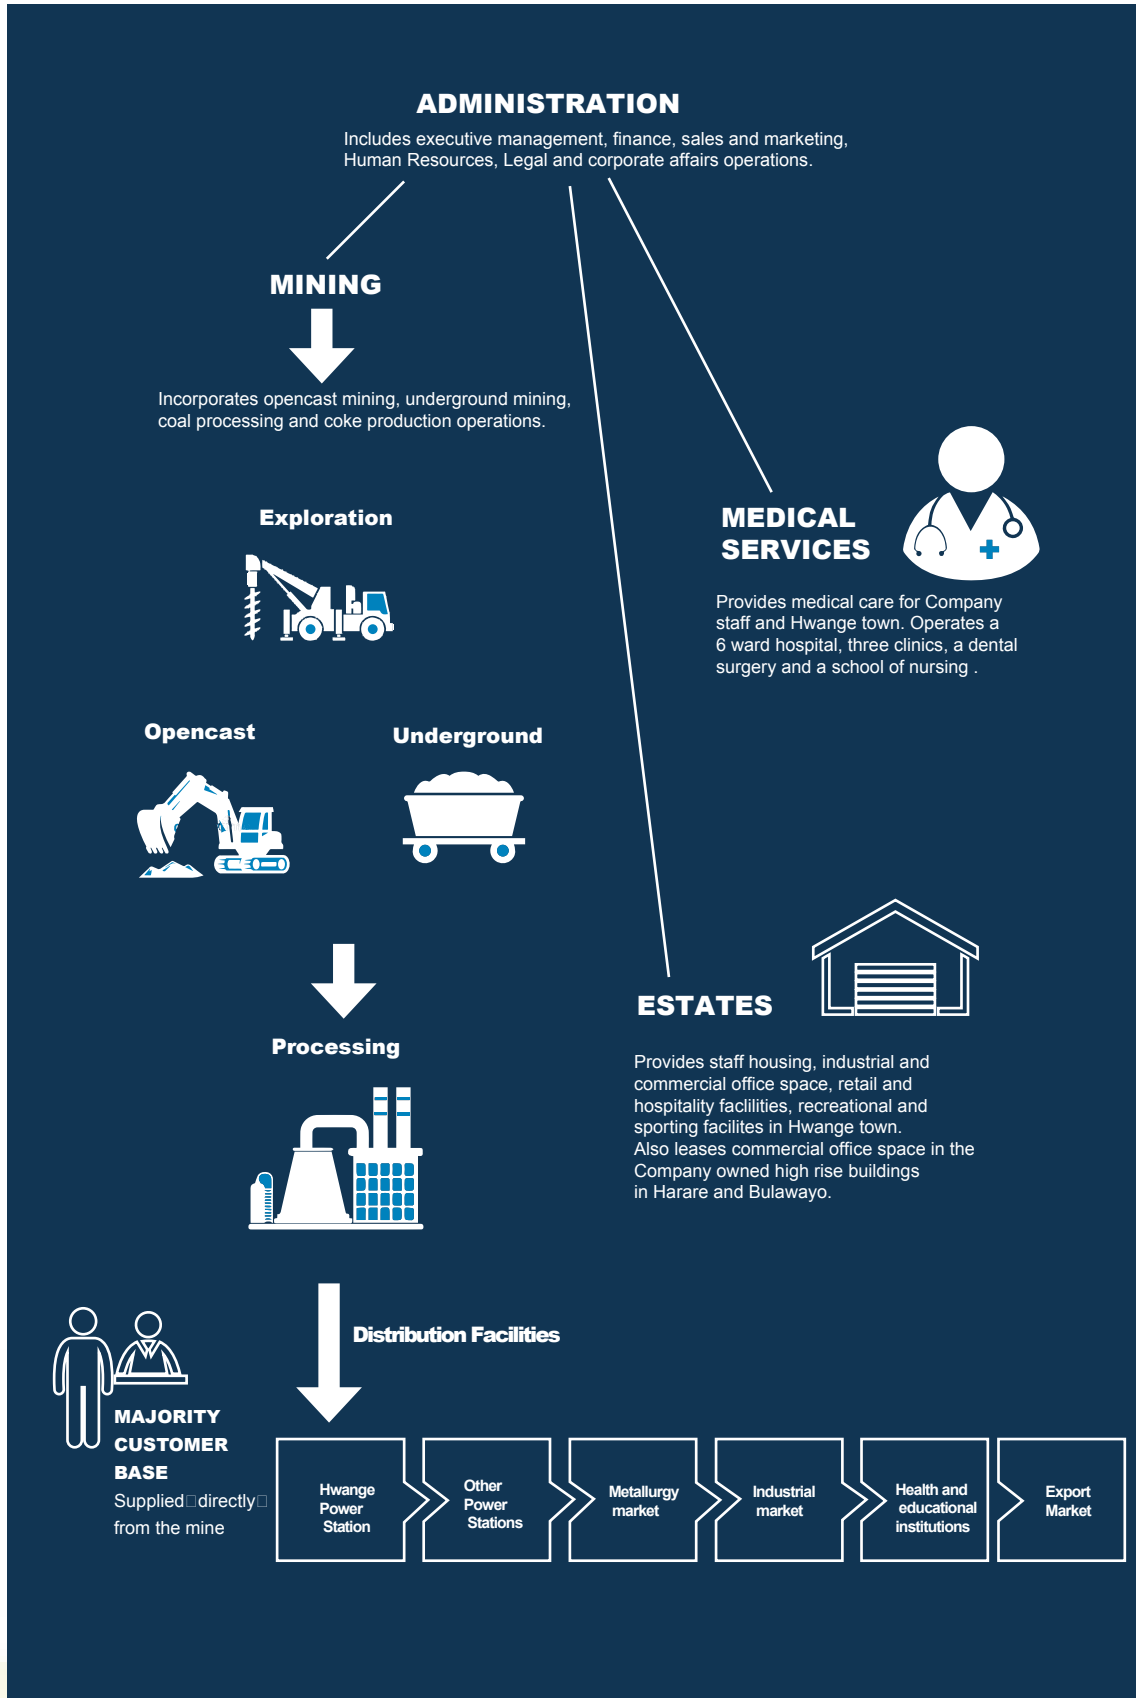 ADMINISTRATION
Includes executive management, finance, sales and marketing,
Human Resources, Legal and corporate affairs operations.
MINING
Incorporates opencast mining, underground mining,
coal processing and coke production operations.
Exploration
MEDICAL
SERVICES
Provides medical care for Company
staff and Hwange town. Operates a
6 ward hospital, three clinics, a dental
surgery and a school of nursing .
Opencast
Underground
Processing
ESTATES
Provides staff housing, industrial and
commercial office space, retail and
hospitality faclilities, recreational and
sporting facilites in Hwange town.
Also leases commercial office space in the
Company owned high rise buildings
in Harare and Bulawayo.
Distribution Facilities
MAJORITY
CUSTOMER
BASE
Supplied□directly□
from the mine
Hwange
Power
Station
Other
Power
Stations
Metallurgy
market
Industrial
market
Health and
educational
institutions
Export
Market